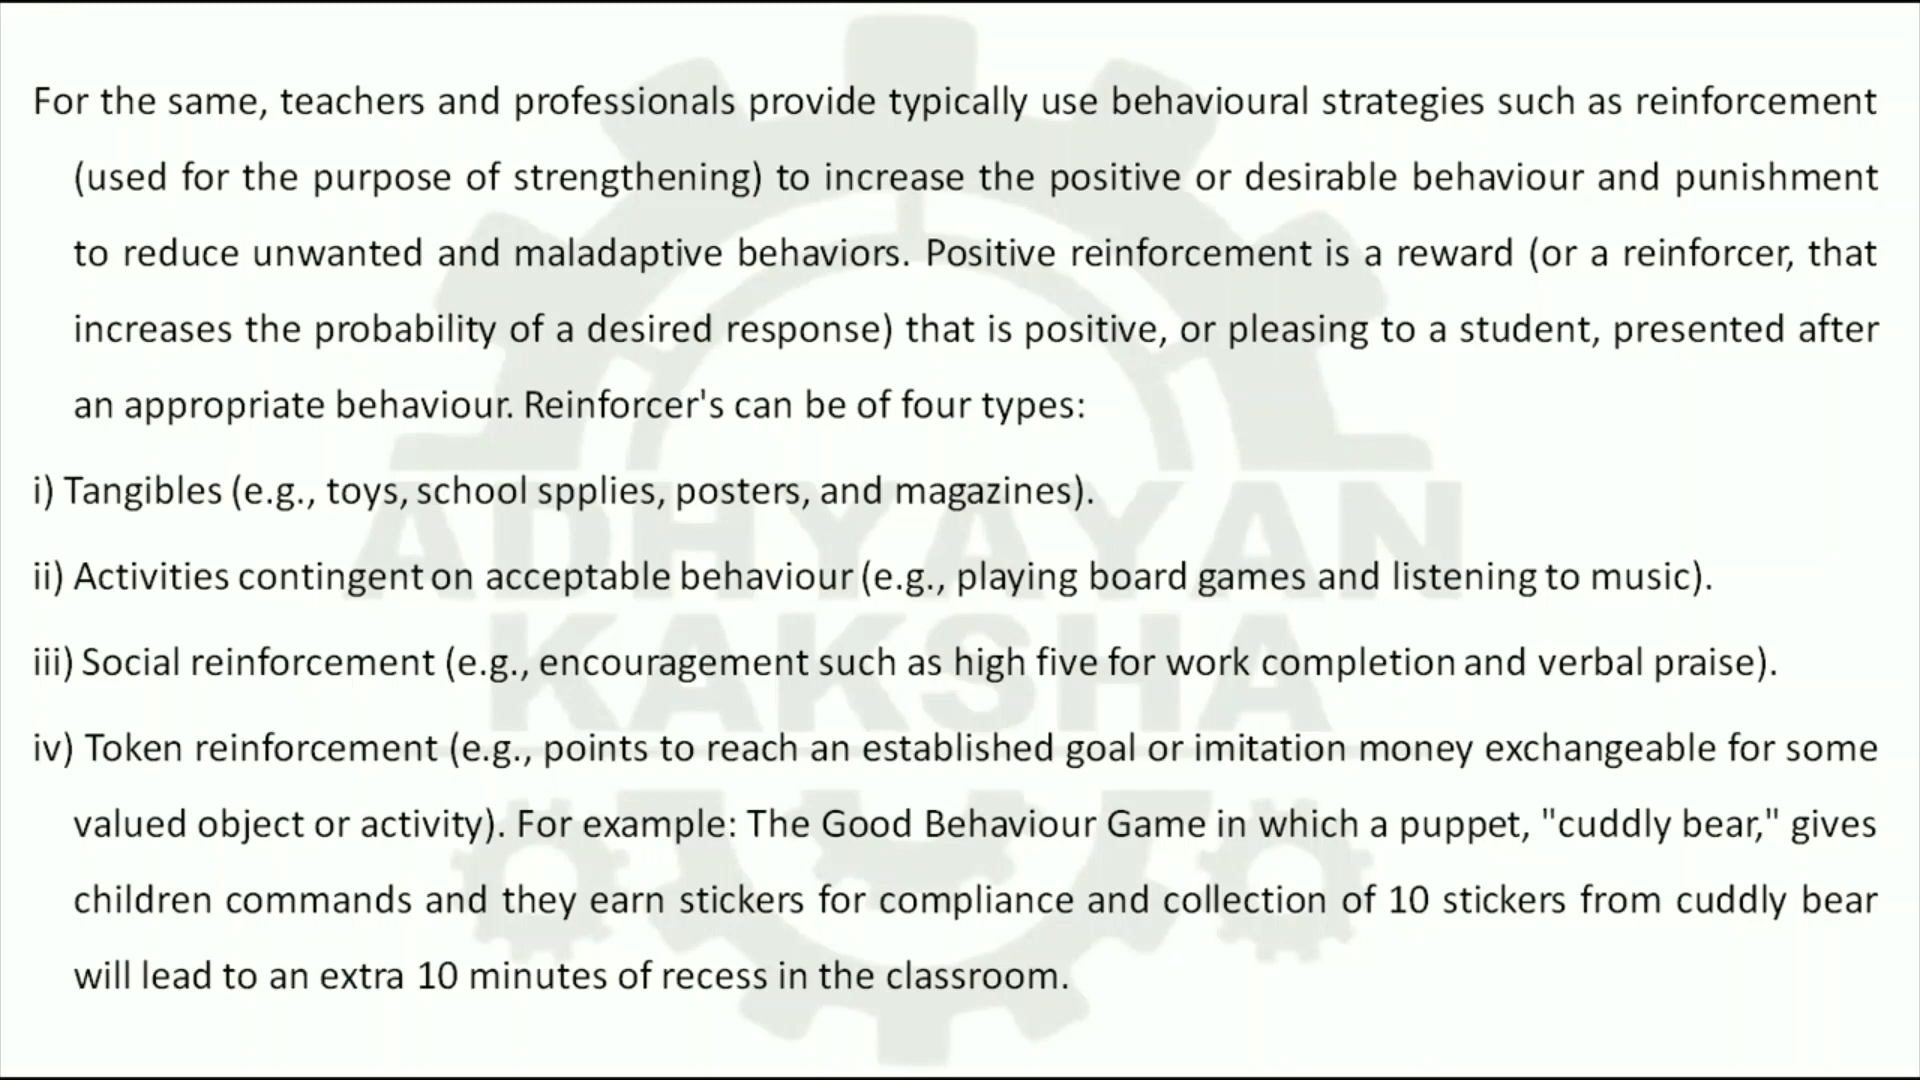 For the same, teachers and professionals provide typically use behavioural strategies such as reinforcement
(used for the purpose of strengthening) to increase the positive or desirable behaviour and punishment
to reduce unwanted and maladaptive behaviors. Positive reinforcement is a reward (or a reinforcer, that
increases the probability of a desired response) that is positive, or pleasing to a student, presented after
an appropriate behaviour. Reinforcer's can be of four types:
i) Tangibles (e.g., toys, school spplies, posters, and magazines).
ii) Activities contingent on acceptable behaviour (e.g., playing board games and listening to music).
iii) Social reinforcement (e.g., encouragement such as high five for work completion and verbal praise).
iv) Token reinforcement (e.g., points to reach an established goal or imitation money exchangeable for some
valued object or activity). For example: The Good Behaviour Game in which a puppet, "cuddly bear," gives
children commands and they earn stickers for compliance and collection of 10 stickers from cuddly bear
will lead to an extra 10 minutes of recess in the classroom.
ADHYAYAN
KAKSHA